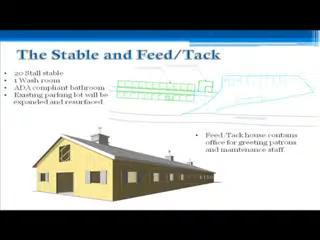 The Stable and Feed/Tack
• 20 Stall stable
• 1 Wash room
• ADA compliant bathroom
• Existing parking lot will be
expanded and resurfaced.
• Feed/Tack house contains
office for greeting patrons
and maintenance staff.